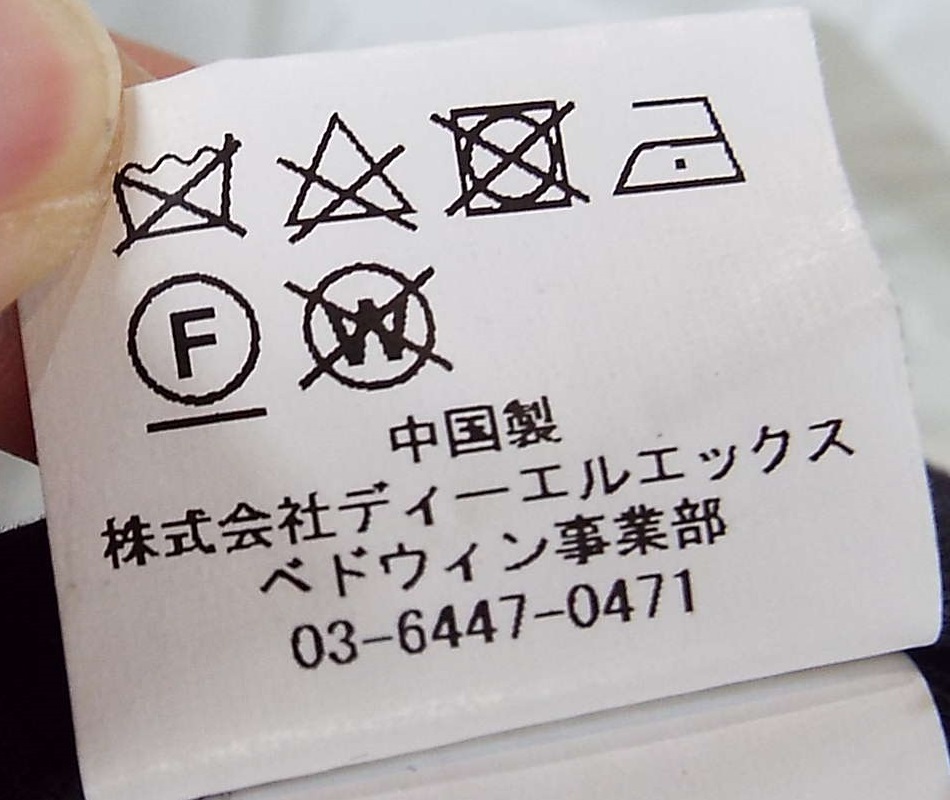 F W
中国製
株式会社ディーエルエックス
ベドウィン事業部
03-6447-0471